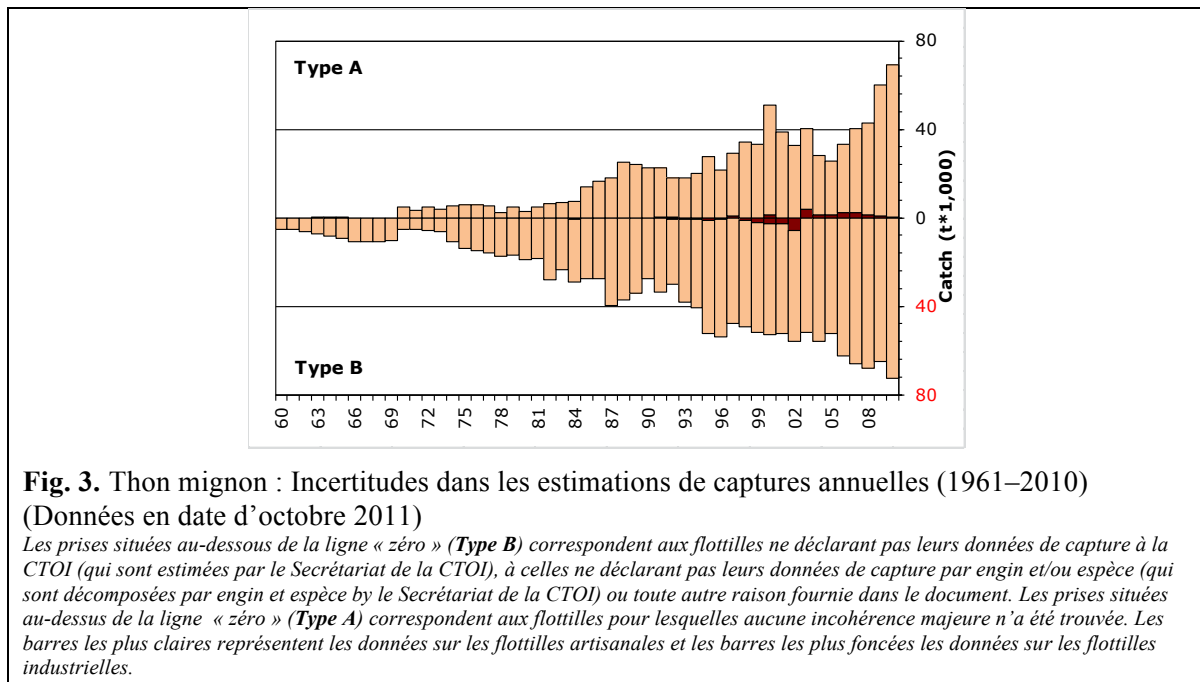 80
Type A
40
0
Catch (t*1,000)
40
Type B
80
60 63 66 69 72 75 78 81 84 87 90 93 96 99 02 05 08
Fig. 3. Thon mignon : Incertitudes dans les estimations de captures annuelles (1961–2010)
(Données en date d’octobre 2011)
Les prises situées au-dessous de la ligne « zéro » (Type B) correspondent aux flottilles ne déclarant pas leurs données de capture à la
CTOI (qui sont estimées par le Secrétariat de la CTOI), à celles ne déclarant pas leurs données de capture par engin et/ou espèce (qui
sont décomposées par engin et espèce by le Secrétariat de la CTOI) ou toute autre raison fournie dans le document. Les prises situées
au-dessus de la ligne « zéro » (Type A) correspondent aux flottilles pour lesquelles aucune incohérence majeure n’a été trouvée. Les
barres les plus claires représentent les données sur les flottilles artisanales et les barres les plus foncées les données sur les flottilles
industrielles.